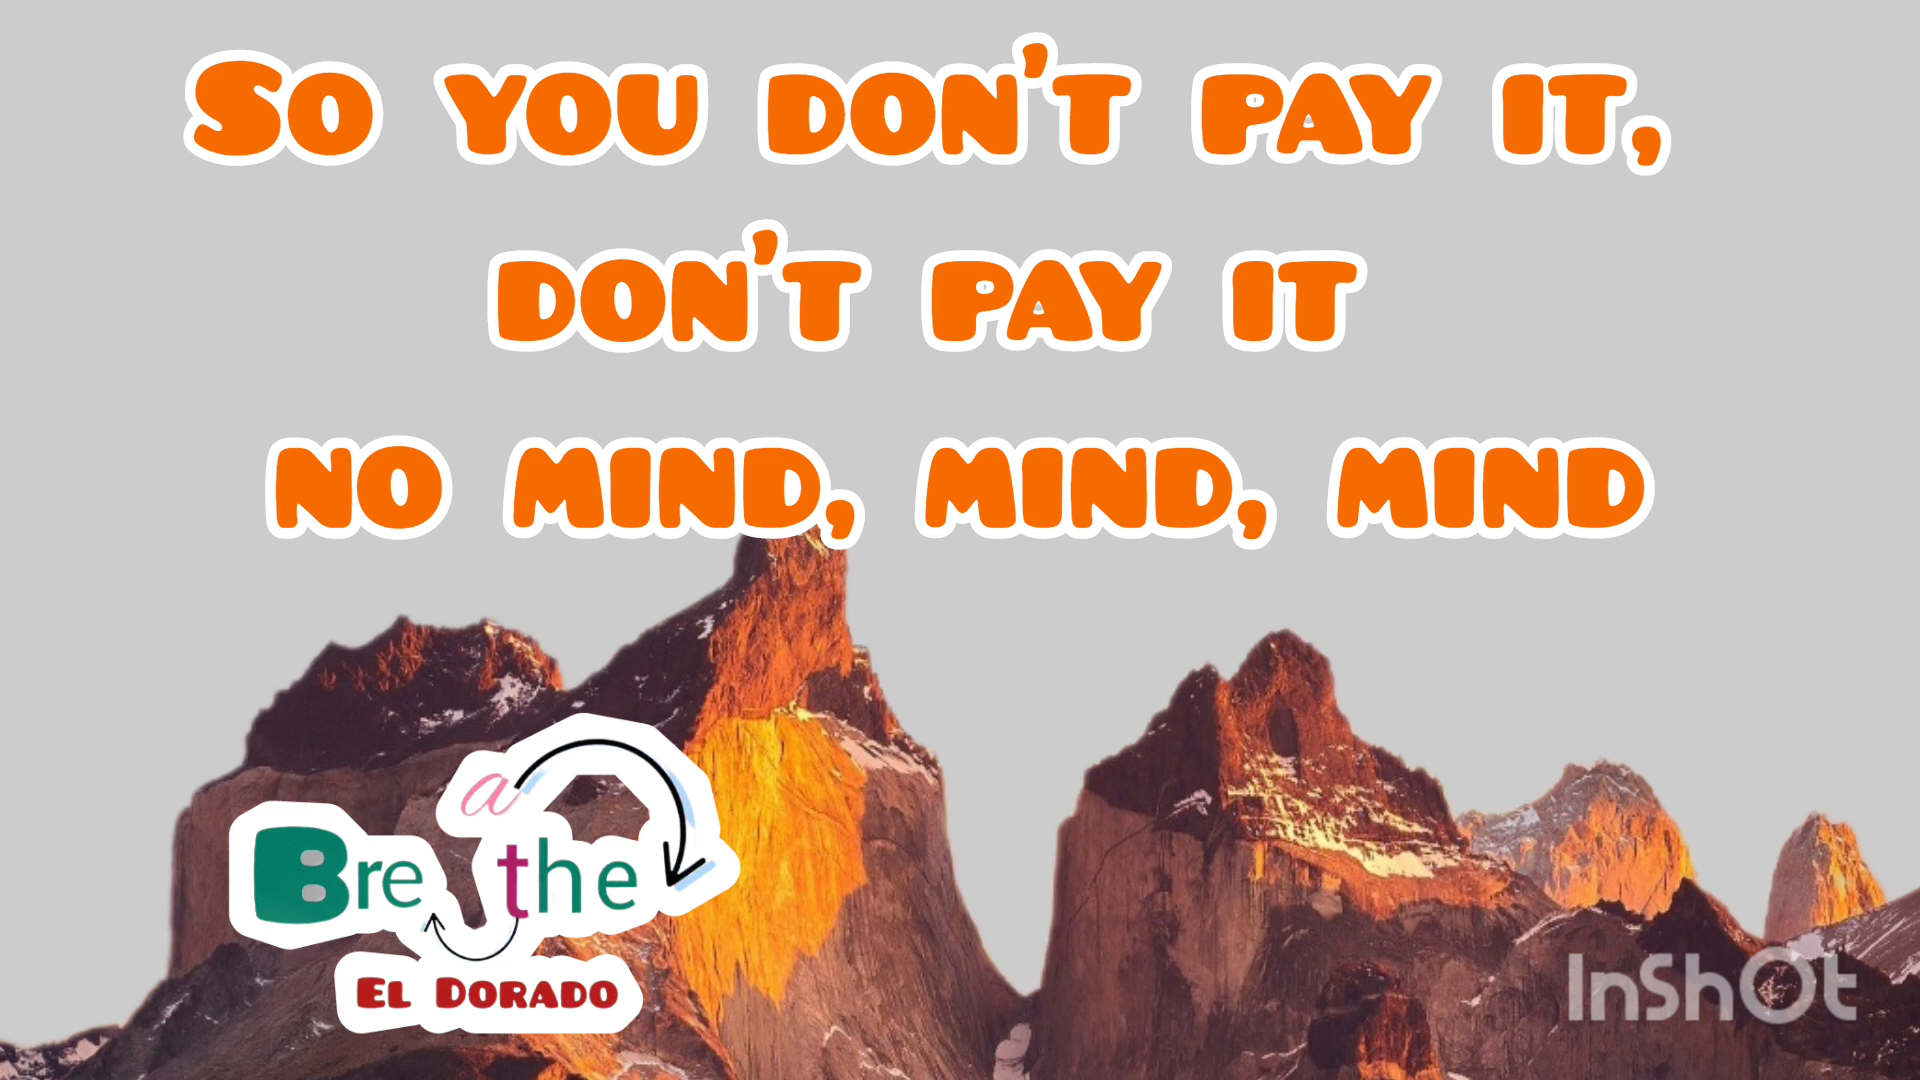 So you don't pay it,
don't pay it
no mind, mind, mind
a
Bre the
El Dorado
InShOt